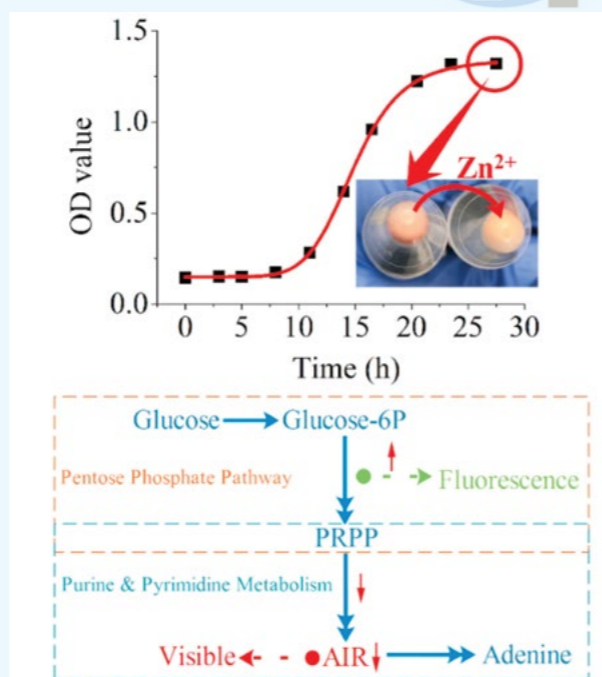 1.5
1.0
0.5
0.0
OD value
Zn²⁺
0 5 10 15 20 25 30
Time (h)
Glucose Glucose-6P
Pentose Phosphate Pathway Fluorescence
PRPP
Purine & Pyrimidine Metabolism
Visible AIR Adenine